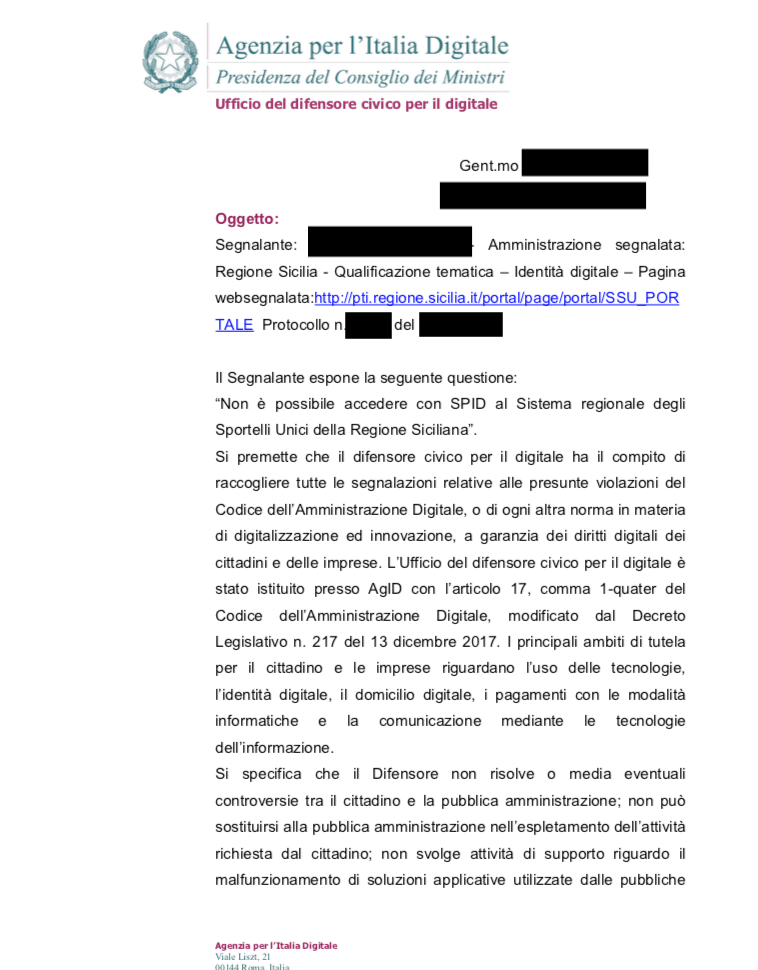 Agenzia per l'Italia Digitale
Presidenza del Consiglio dei Ministri
Ufficio del difensore civico per il digitale
Gent.mo
Oggetto:
Segnalante: - Amministrazione segnalata:
Regione Sicilia - Qualificazione tematica – Identità digitale – Pagina
websegnalata:http://pti.regione.sicilia.it/portal/page/portal/SSU_POR
TALE Protocollo n. del
Il Segnalante espone la seguente questione:
“Non è possibile accedere con SPID al Sistema regionale degli
Sportelli Unici della Regione Siciliana”.
Si premette che il difensore civico per il digitale ha il compito di
raccogliere tutte le segnalazioni relative alle presunte violazioni del
Codice dell’Amministrazione Digitale, o di ogni altra norma in materia
di digitalizzazione ed innovazione, a garanzia dei diritti digitali dei
cittadini e delle imprese. L’Ufficio del difensore civico per il digitale è
stato istituito presso AgID con l’articolo 17, comma 1-quater del
Codice dell’Amministrazione Digitale, modificato dal Decreto
Legislativo n. 217 del 13 dicembre 2017. I principali ambiti di tutela
per il cittadino e le imprese riguardano l’uso delle tecnologie,
l’identità digitale, il domicilio digitale, i pagamenti con le modalità
informatiche e la comunicazione mediante le tecnologie
dell’informazione.
Si specifica che il Difensore non risolve o media eventuali
controversie tra il cittadino e la pubblica amministrazione; non può
sostituirsi alla pubblica amministrazione nell’espletamento dell’attività
richiesta dal cittadino; non svolge attività di supporto riguardo il
malfunzionamento di soluzioni applicative utilizzate dalle pubbliche
Agenzia per l’Italia Digitale
Viale Liszt, 21
00144 Roma, Italia